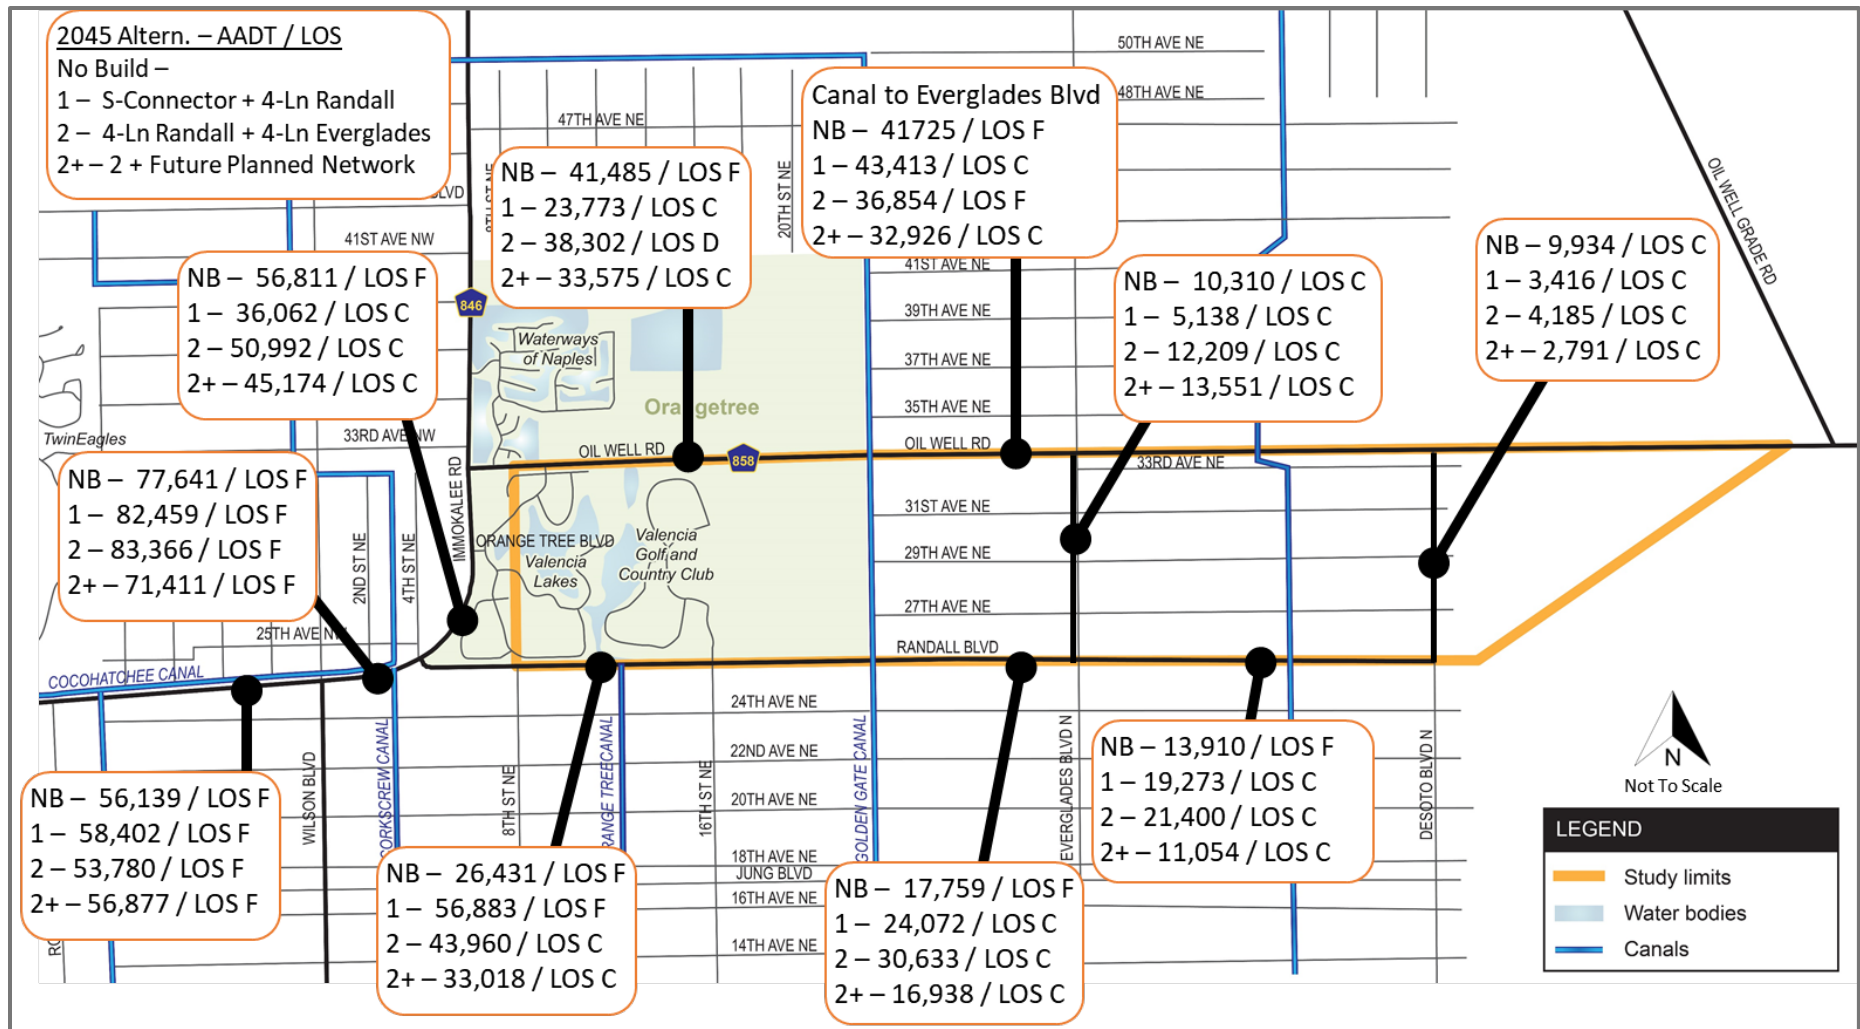 2045 Altern. – AADT / LOS
No Build –
1 – S-Connector + 4-Ln Randall
2 – 4-Ln Randall + 4-Ln Everglades
2+ – 2 + Future Planned Network
50TH AVE NE
48TH AVE NE
47TH AVE NE
Canal to Everglades Blvd
NB – 41725 / LOS F
1 – 43,413 / LOS C
2 – 36,854 / LOS F
2+ – 32,926 / LOS C
NB – 41,485 / LOS F
1 – 23,773 / LOS C
2 – 38,302 / LOS D
2+ – 33,575 / LOS C
20TH ST NE
OIL WELL GRADE RD
BLVD
41ST AVE NW
NB – 56,811 / LOS F
1 – 36,062 / LOS C
2 – 50,992 / LOS C
2+ – 45,174 / LOS C
846
41ST AVE NE
39TH AVE NE
37TH AVE NE
35TH AVE NE
OIL WELL RD
33RD AVE NE
31ST AVE NE
29TH AVE NE
27TH AVE NE
RANDALL BLVD
NB – 10,310 / LOS C
1 – 5,138 / LOS C
2 – 12,209 / LOS C
2+ – 13,551 / LOS C
NB – 9,934 / LOS C
1 – 3,416 / LOS C
2 – 4,185 / LOS C
2+ – 2,791 / LOS C
Waterways
of Naples
Orangetree
TwinEagles
33RD AVE NW
OIL WELL RD
858
IMMOKALEE RD
NB – 77,641 / LOS F
1 – 82,459 / LOS F
2 – 83,366 / LOS F
2+ – 71,411 / LOS F
2ND ST NE
4TH ST NE
ORANGE TREE BLVD
Valencia
Lakes
Valencia
Golf and
Country Club
25TH AVE NW
COCOHATCHEE CANAL
24TH AVE NE
22ND AVE NE
20TH AVE NE
18TH AVE NE
JUNG BLVD
16TH AVE NE
14TH AVE NE
WILSON BLVD
CORKSCREW CANAL
8TH ST NE
16TH ST NE
GOLDEN GATE CANAL
EVERGLADES BLVD N
DESOTO BLVD N
NB – 56,139 / LOS F
1 – 58,402 / LOS F
2 – 53,780 / LOS F
2+ – 56,877 / LOS F
NB – 26,431 / LOS F
1 – 56,883 / LOS F
2 – 43,960 / LOS C
2+ – 33,018 / LOS C
NB – 17,759 / LOS F
1 – 24,072 / LOS C
2 – 30,633 / LOS C
2+ – 16,938 / LOS C
NB – 13,910 / LOS F
1 – 19,273 / LOS C
2 – 21,400 / LOS C
2+ – 11,054 / LOS C
N
Not To Scale
LEGEND
Study limits
Water bodies
Canals